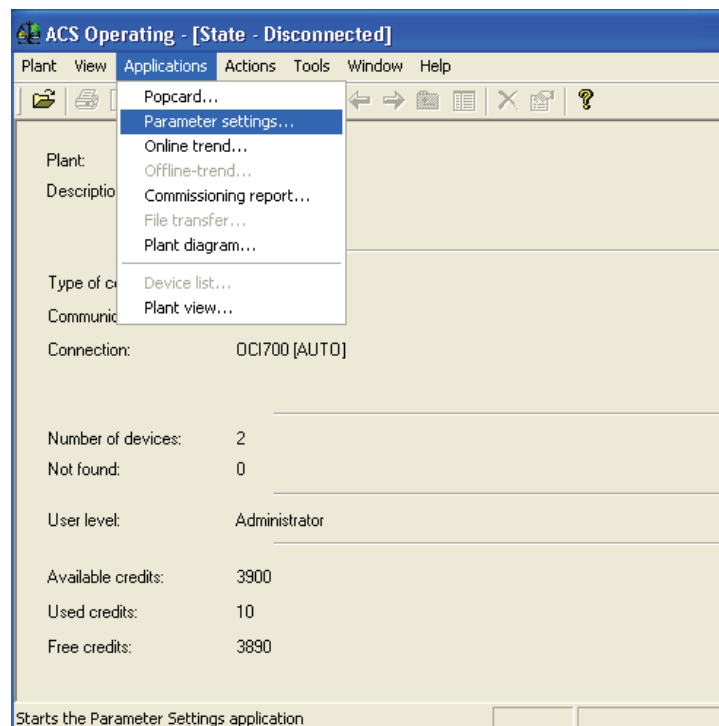 ACS Operating - [State - Disconnected]
Plant View Applications Actions Tools Window Help
Popcard...
Parameter settings...
Online trend...
Offline-trend...
Commissioning report...
File transfer...
Plant diagram...
Device list...
Plant view...
Plant:
Descriptio
Type of c
Communic
Connection: OCI700 [AUTO]
Number of devices: 2
Not found: 0
User level: Administrator
Available credits: 3900
Used credits: 10
Free credits: 3890
Starts the Parameter Settings application